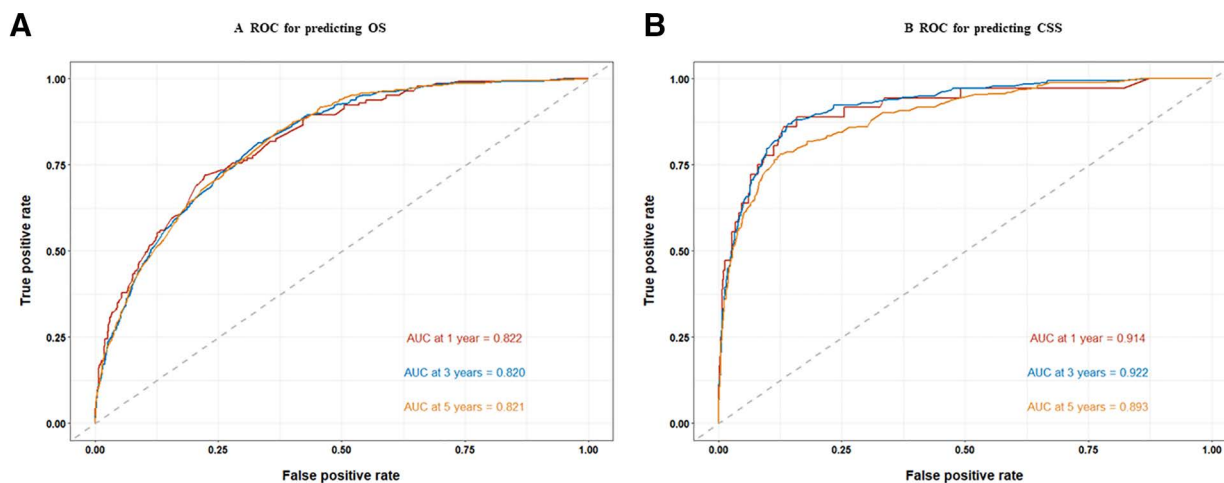 A
A ROC for predicting OS
1.00
0.75
0.50
0.25
0.00
True positive rate
AUC at 1 year = 0.822
AUC at 3 years = 0.820
AUC at 5 years = 0.821
0.00 0.25 0.50 0.75 1.00
False positive rate
B
B ROC for predicting CSS
1.00
0.75
0.50
0.25
0.00
True positive rate
AUC at 1 year = 0.914
AUC at 3 years = 0.922
AUC at 5 years = 0.893
0.00 0.25 0.50 0.75 1.00
False positive rate